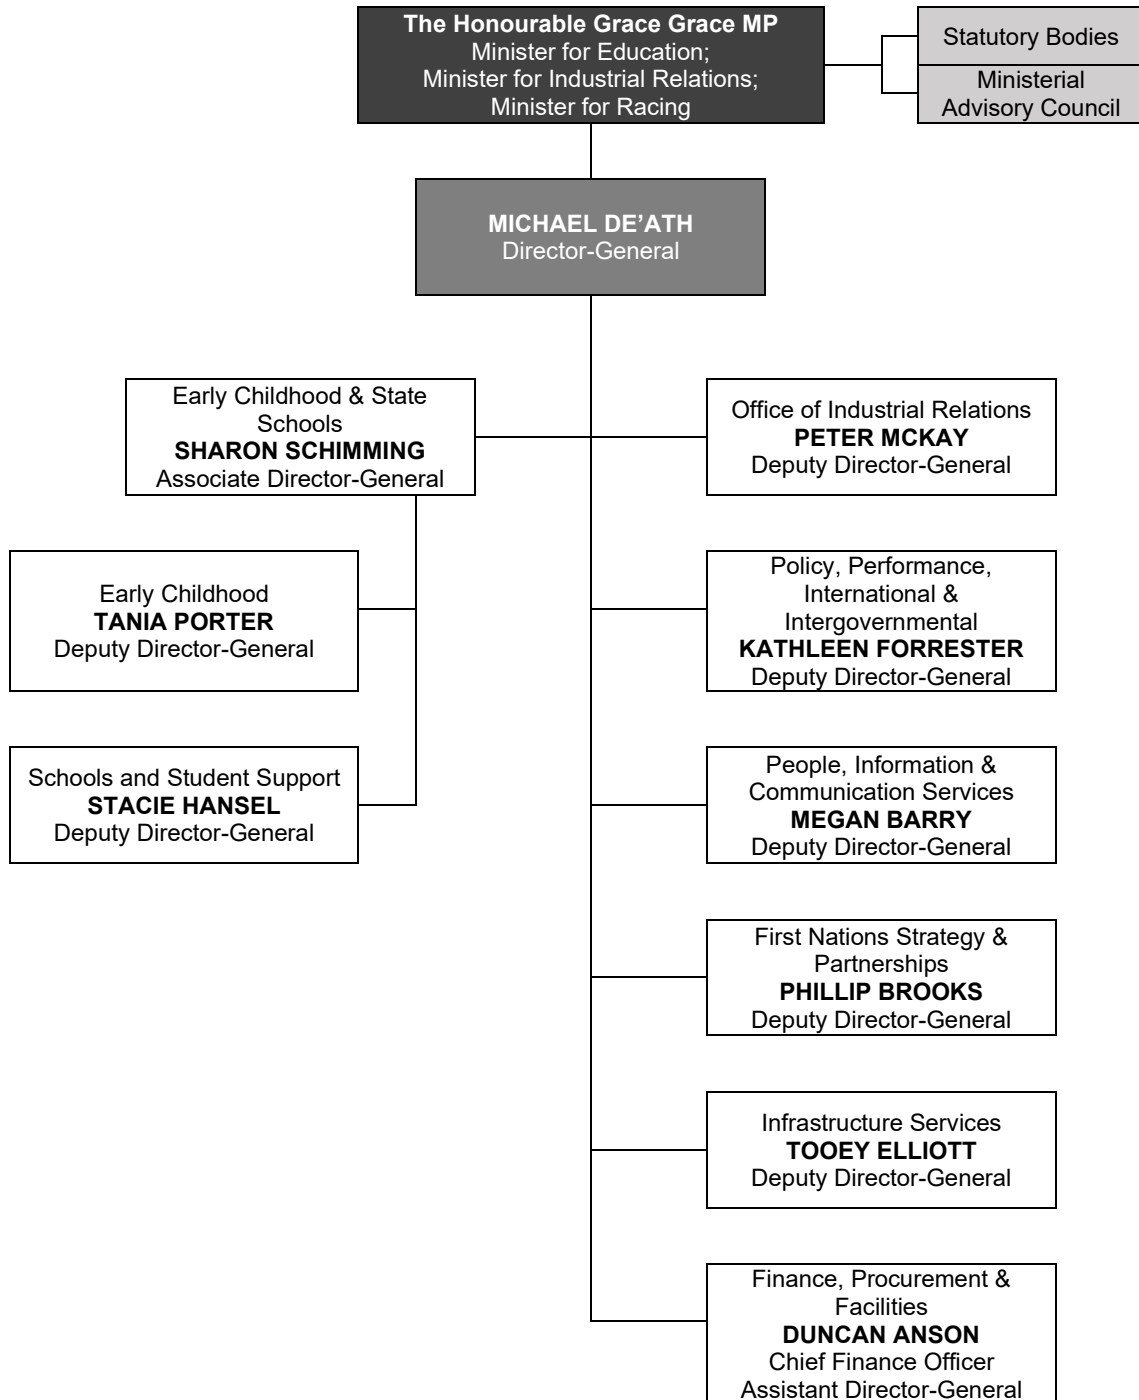 The Honourable Grace Grace MP
Minister for Education;
Minister for Industrial Relations;
Minister for Racing
Statutory Bodies
Ministerial
Advisory Council
MICHAEL DE’ATH
Director-General
Early Childhood & State
Schools
SHARON SCHIMMING
Associate Director-General
Office of Industrial Relations
PETER MCKAY
Deputy Director-General
Early Childhood
TANIA PORTER
Deputy Director-General
Policy, Performance,
International &
Intergovernmental
KATHLEEN FORRESTER
Deputy Director-General
Schools and Student Support
STACIE HANSEL
Deputy Director-General
People, Information &
Communication Services
MEGAN BARRY
Deputy Director-General
First Nations Strategy &
Partnerships
PHILLIP BROOKS
Deputy Director-General
Infrastructure Services
TOOEY ELLIOTT
Deputy Director-General
Finance, Procurement &
Facilities
DUNCAN ANSON
Chief Finance Officer
Assistant Director-General